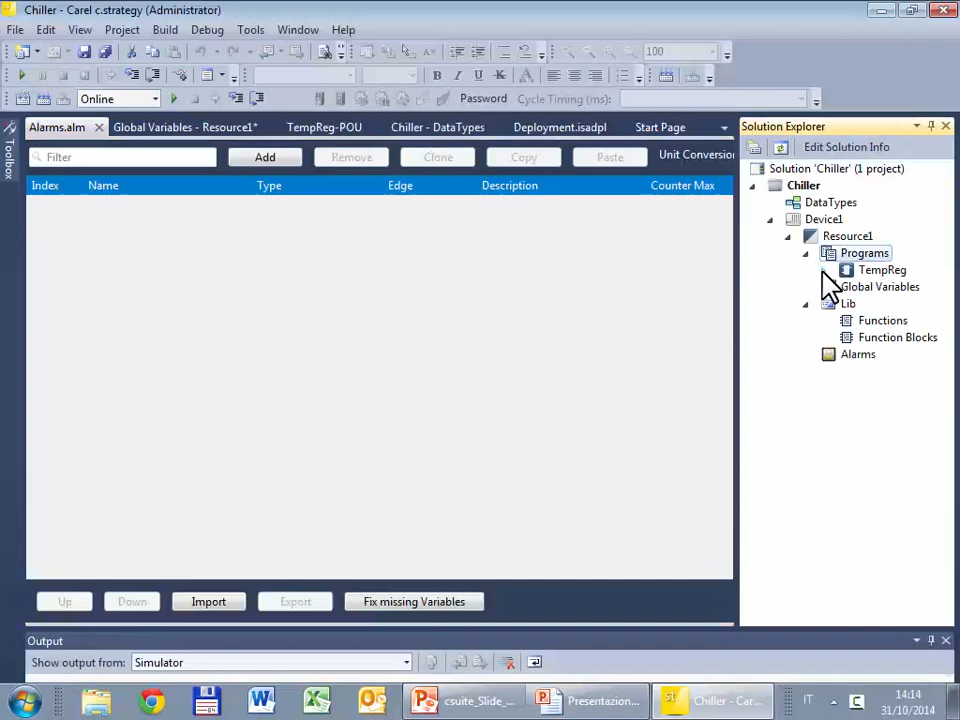 Chiller - Carel c.strategy (Administrator)
File Edit View Project Build Debug Tools Window Help
100
Online Password Cycle Timing (ms):
Toolbox
Alarms.alm Global Variables - Resource1* TempReg-POU Chiller - DataTypes Deployment.isadpl Start Page
Filter Add Remove Clone Copy Paste Unit Conversion
Index Name Type Edge Description Counter Max
Up Down Import Export Fix missing Variables
Solution Explorer
Edit Solution Info
Solution 'Chiller' (1 project)
Chiller
DataTypes
Device1
Resource1
Programs
TempReg
Global Variables
Lib
Functions
Function Blocks
Alarms
Output
Show output from: Simulator
csuite_Slide_... Presentazion... Chiller - Car... IT 14:14
31/10/2014